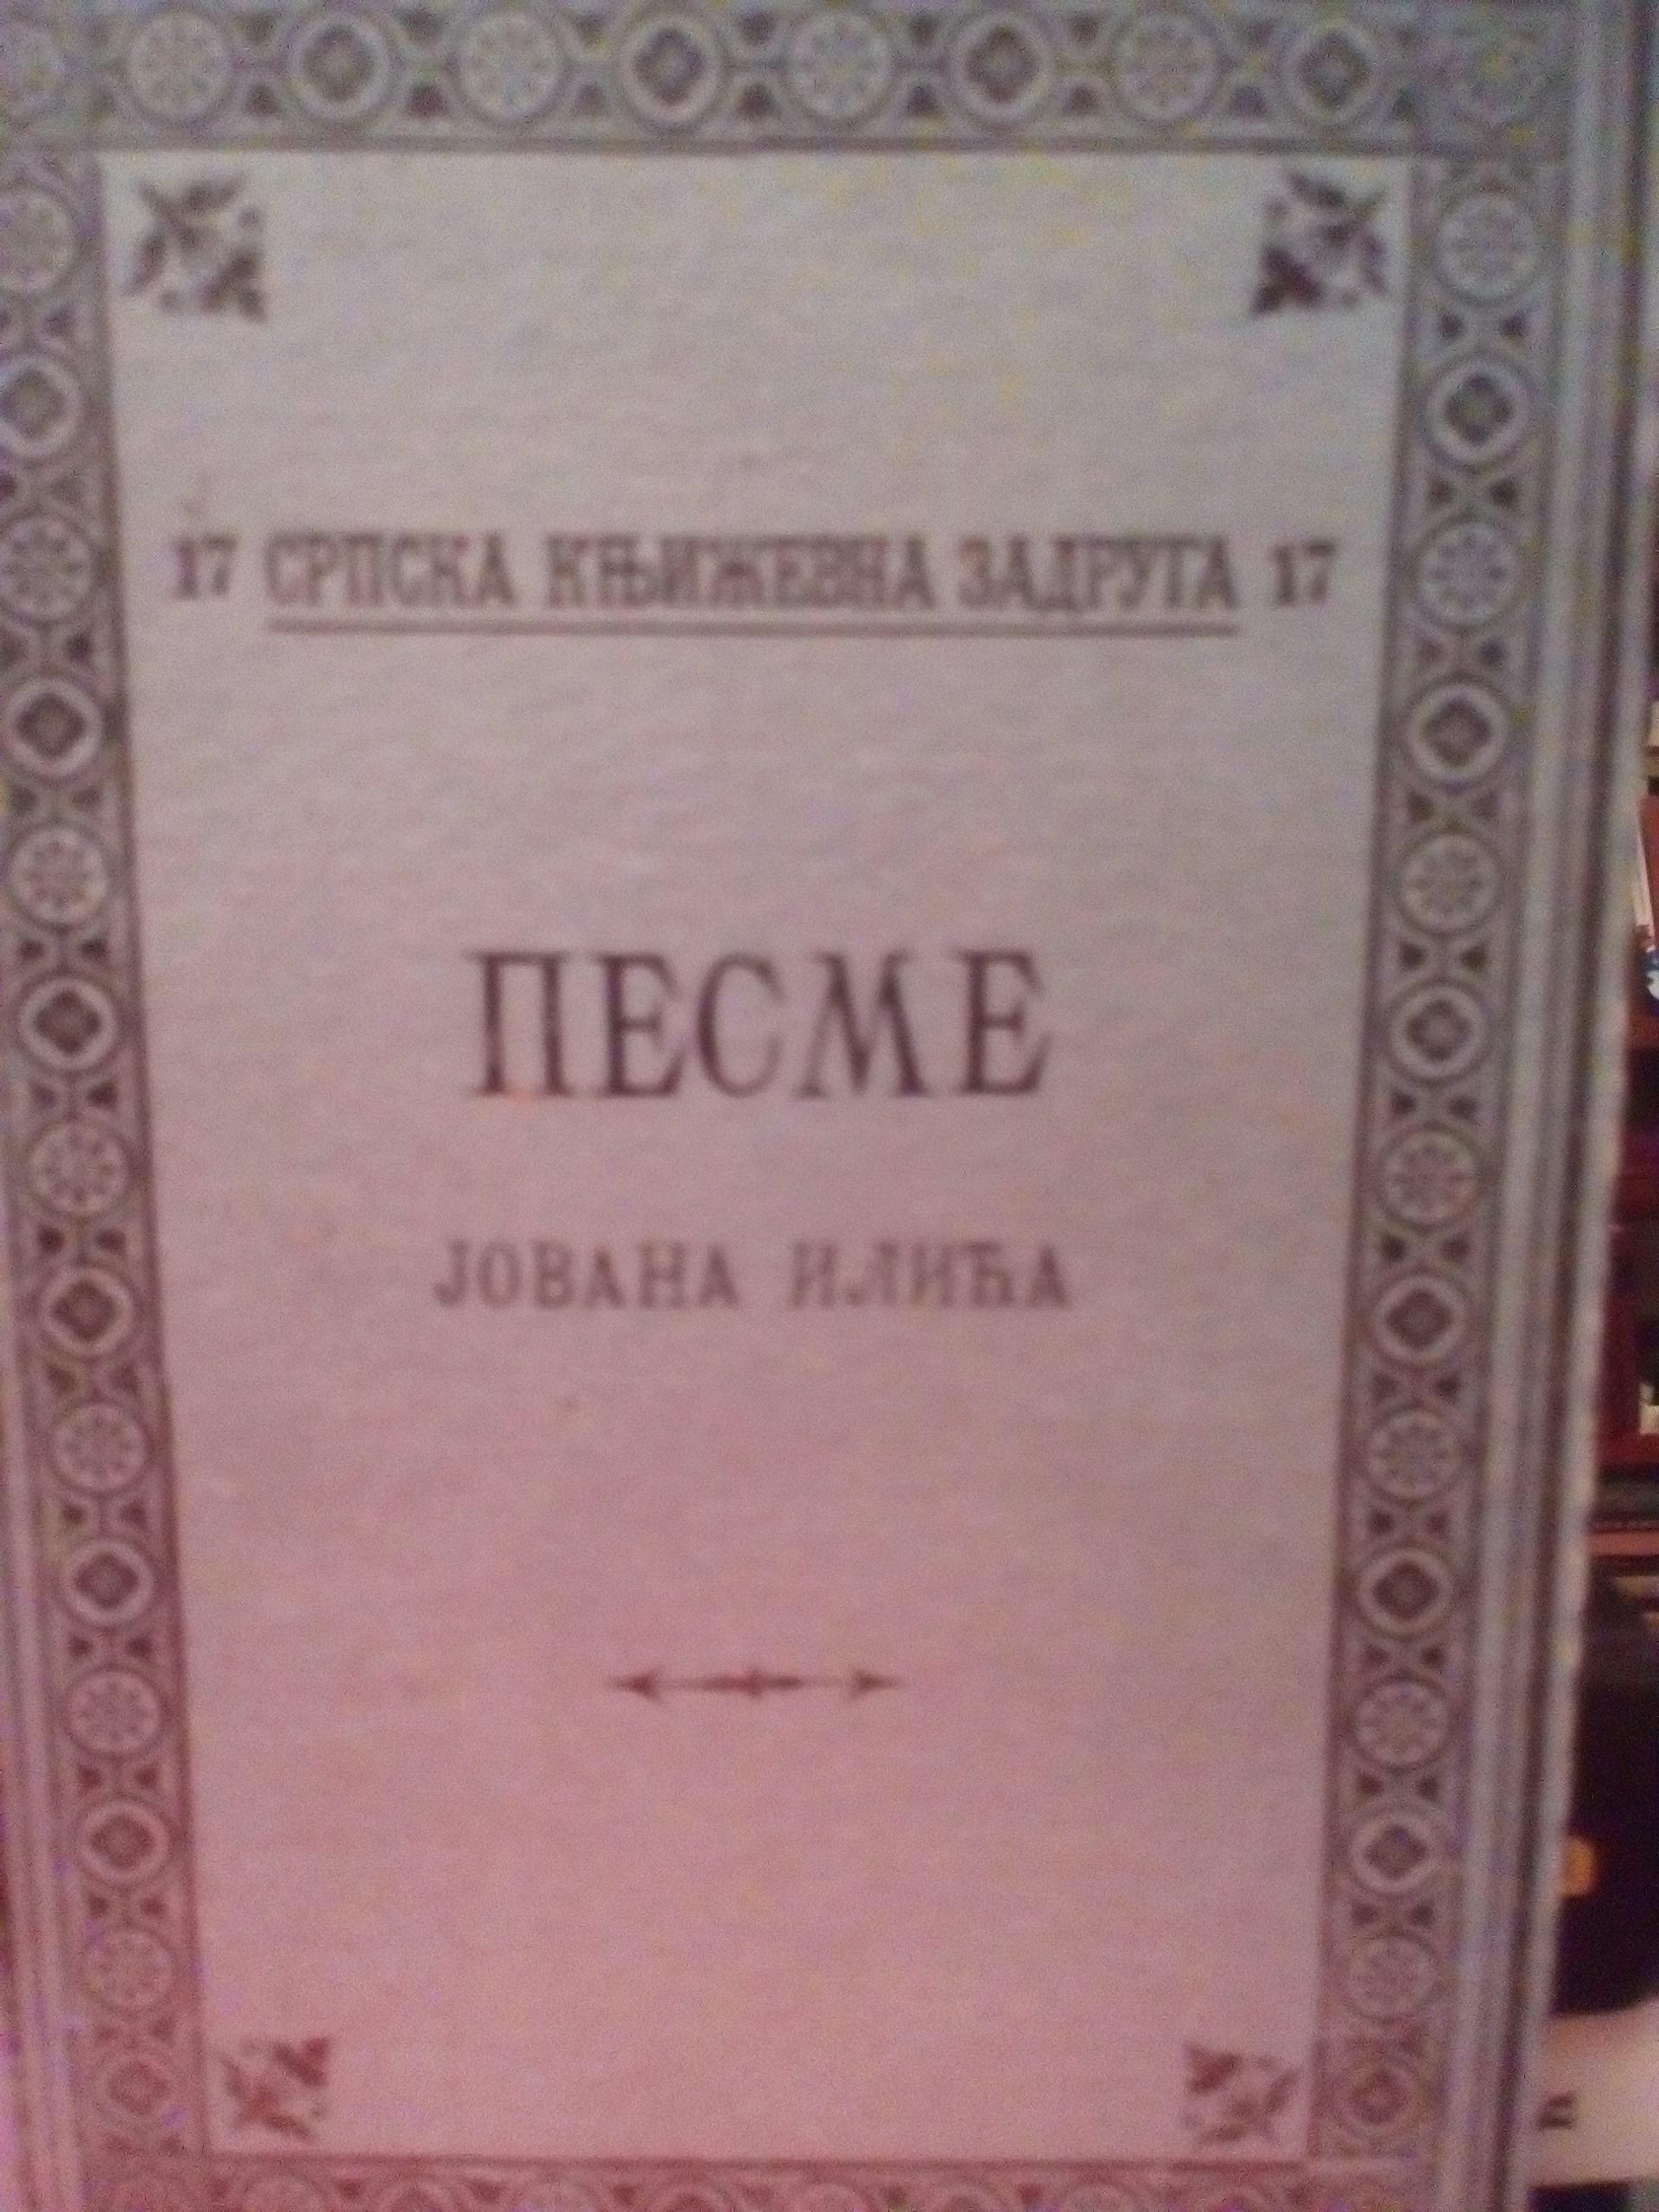 17 СРПСКА КЊИЖЕВНА ЗАДРУГА 17
ПЕСМЕ
ЈОВАНА ИЛИЋА